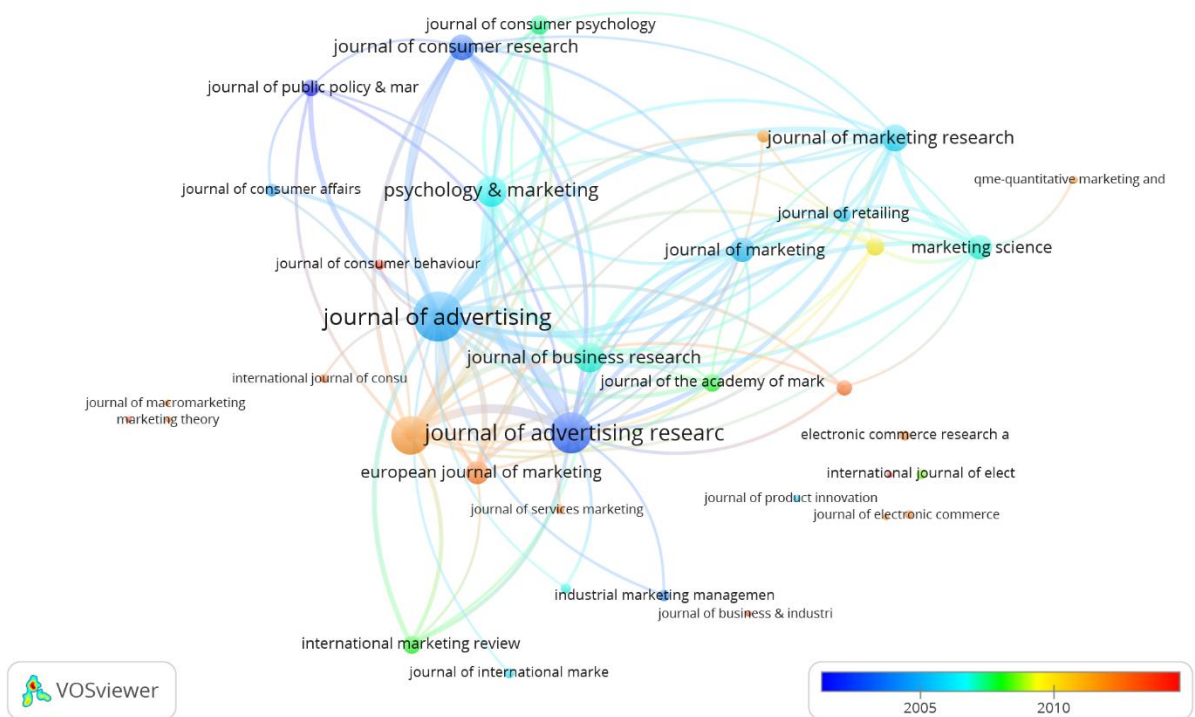 journal of consumer psychology
journal of consumer research
journal of public policy & mar
journal of marketing research
qme-quantitative marketing and
journal of consumer affairs
psychology & marketing
journal of retailing
journal of marketing
marketing science
journal of consumer behaviour
journal of advertising
journal of business research
international journal of consu
journal of the academy of mark
journal of macromarketing
marketing theory
journal of advertising researc
electronic commerce research a
european journal of marketing
international journal of elect
journal of product innovation
journal of services marketing
journal of electronic commerce
industrial marketing managemen
journal of business & industri
international marketing review
journal of international marke
VOSviewer
2005
2010